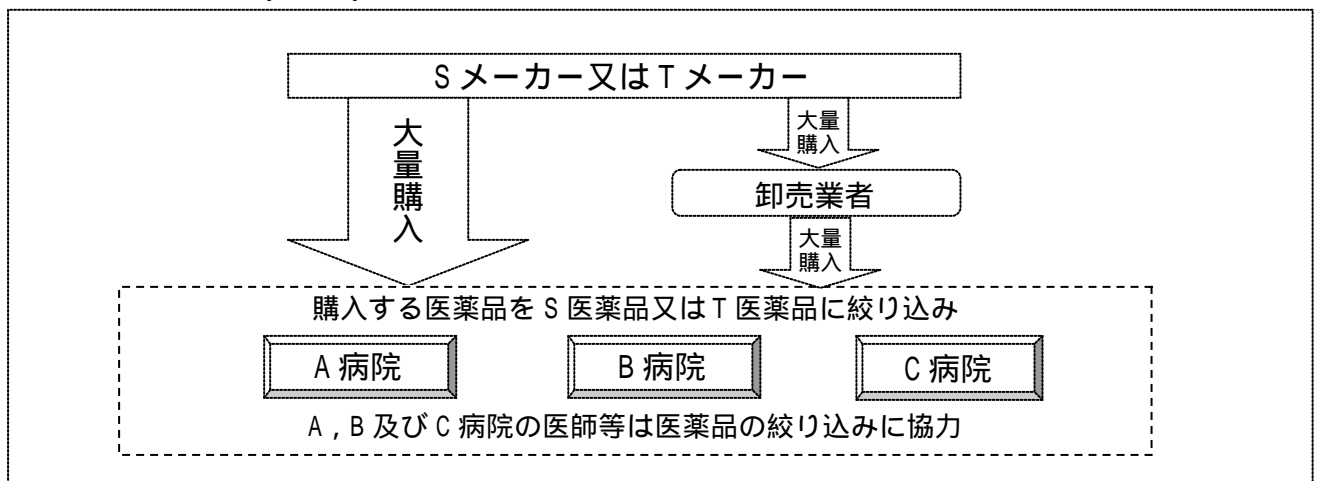 Sメーカー又はTメーカー
大量購入
大量
購入
卸売業者
大量
購入
購入する医薬品をS医薬品又はT医薬品に絞り込み
A病院
B病院
C病院
A,B及びC病院の医師等は医薬品の絞り込みに協力